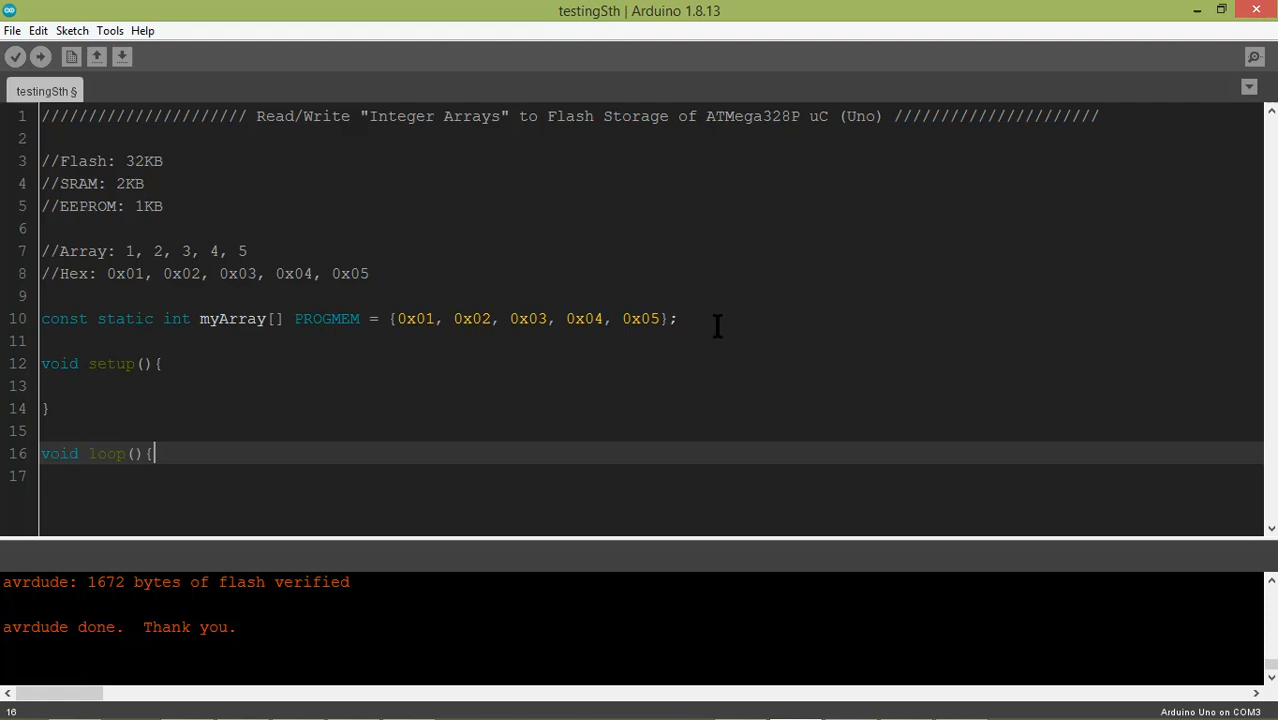 testingSth | Arduino 1.8.13
File Edit Sketch Tools Help
testingSth §
1 ////////////////////// Read/Write "Integer Arrays" to Flash Storage of ATMega328P uC (Uno) //////////////////////
2
3 //Flash: 32KB
4 //SRAM: 2KB
5 //EEPROM: 1KB
6
7 //Array: 1, 2, 3, 4, 5
8 //Hex: 0x01, 0x02, 0x03, 0x04, 0x05
9
10 const static int myArray[] PROGMEM = {0x01, 0x02, 0x03, 0x04, 0x05};
11
12 void setup(){
13
14 }
15
16 void loop(){
17
avrdude: 1672 bytes of flash verified
avrdude done. Thank you.
16 Arduino Uno on COM3